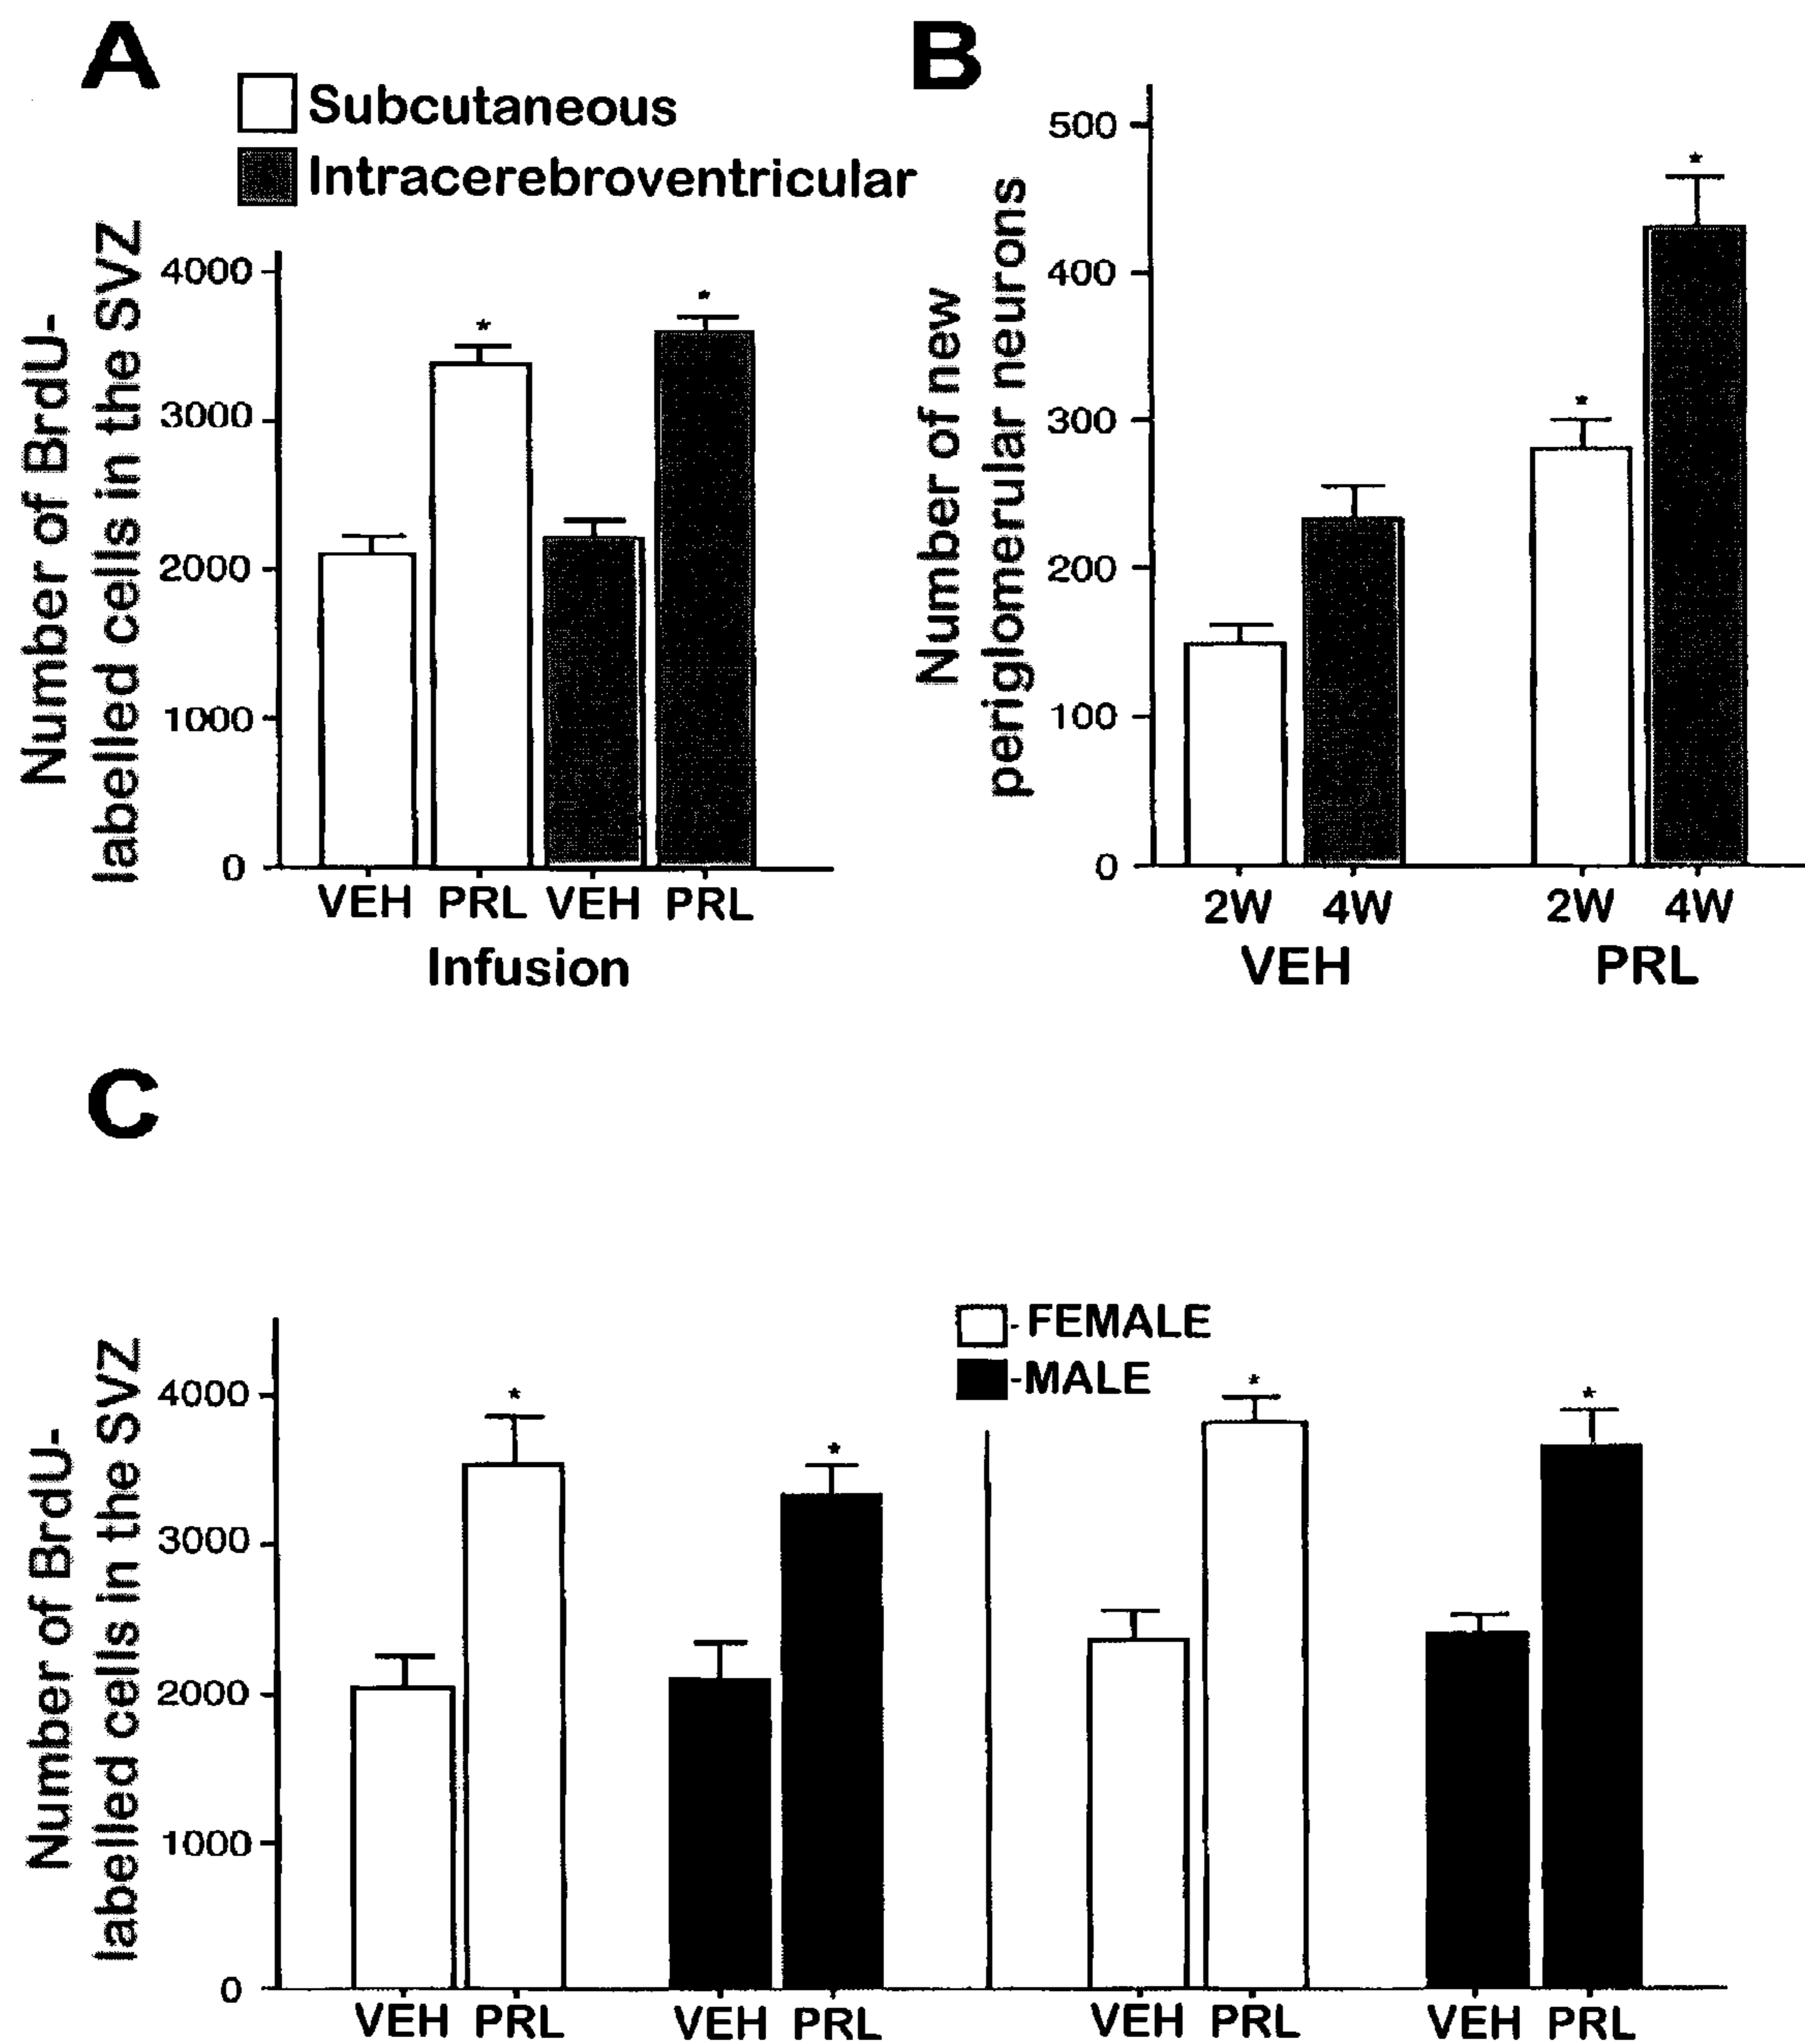 A
Subcutaneous
Intracerebroventricular
Number of BrdU-
labelled cells in the SVZ
4000
3000
2000
1000
0
*
*
VEH PRL VEH PRL
Infusion
B
Number of new
periglomerular neurons
500
400
300
200
100
0
*
*
2W 4W 2W 4W
VEH PRL
C
Number of BrdU-
labelled cells in the SVZ
4000
3000
2000
1000
0
- FEMALE
-MALE
*
*
*
*
VEH PRL VEH PRL VEH PRL VEH PRL